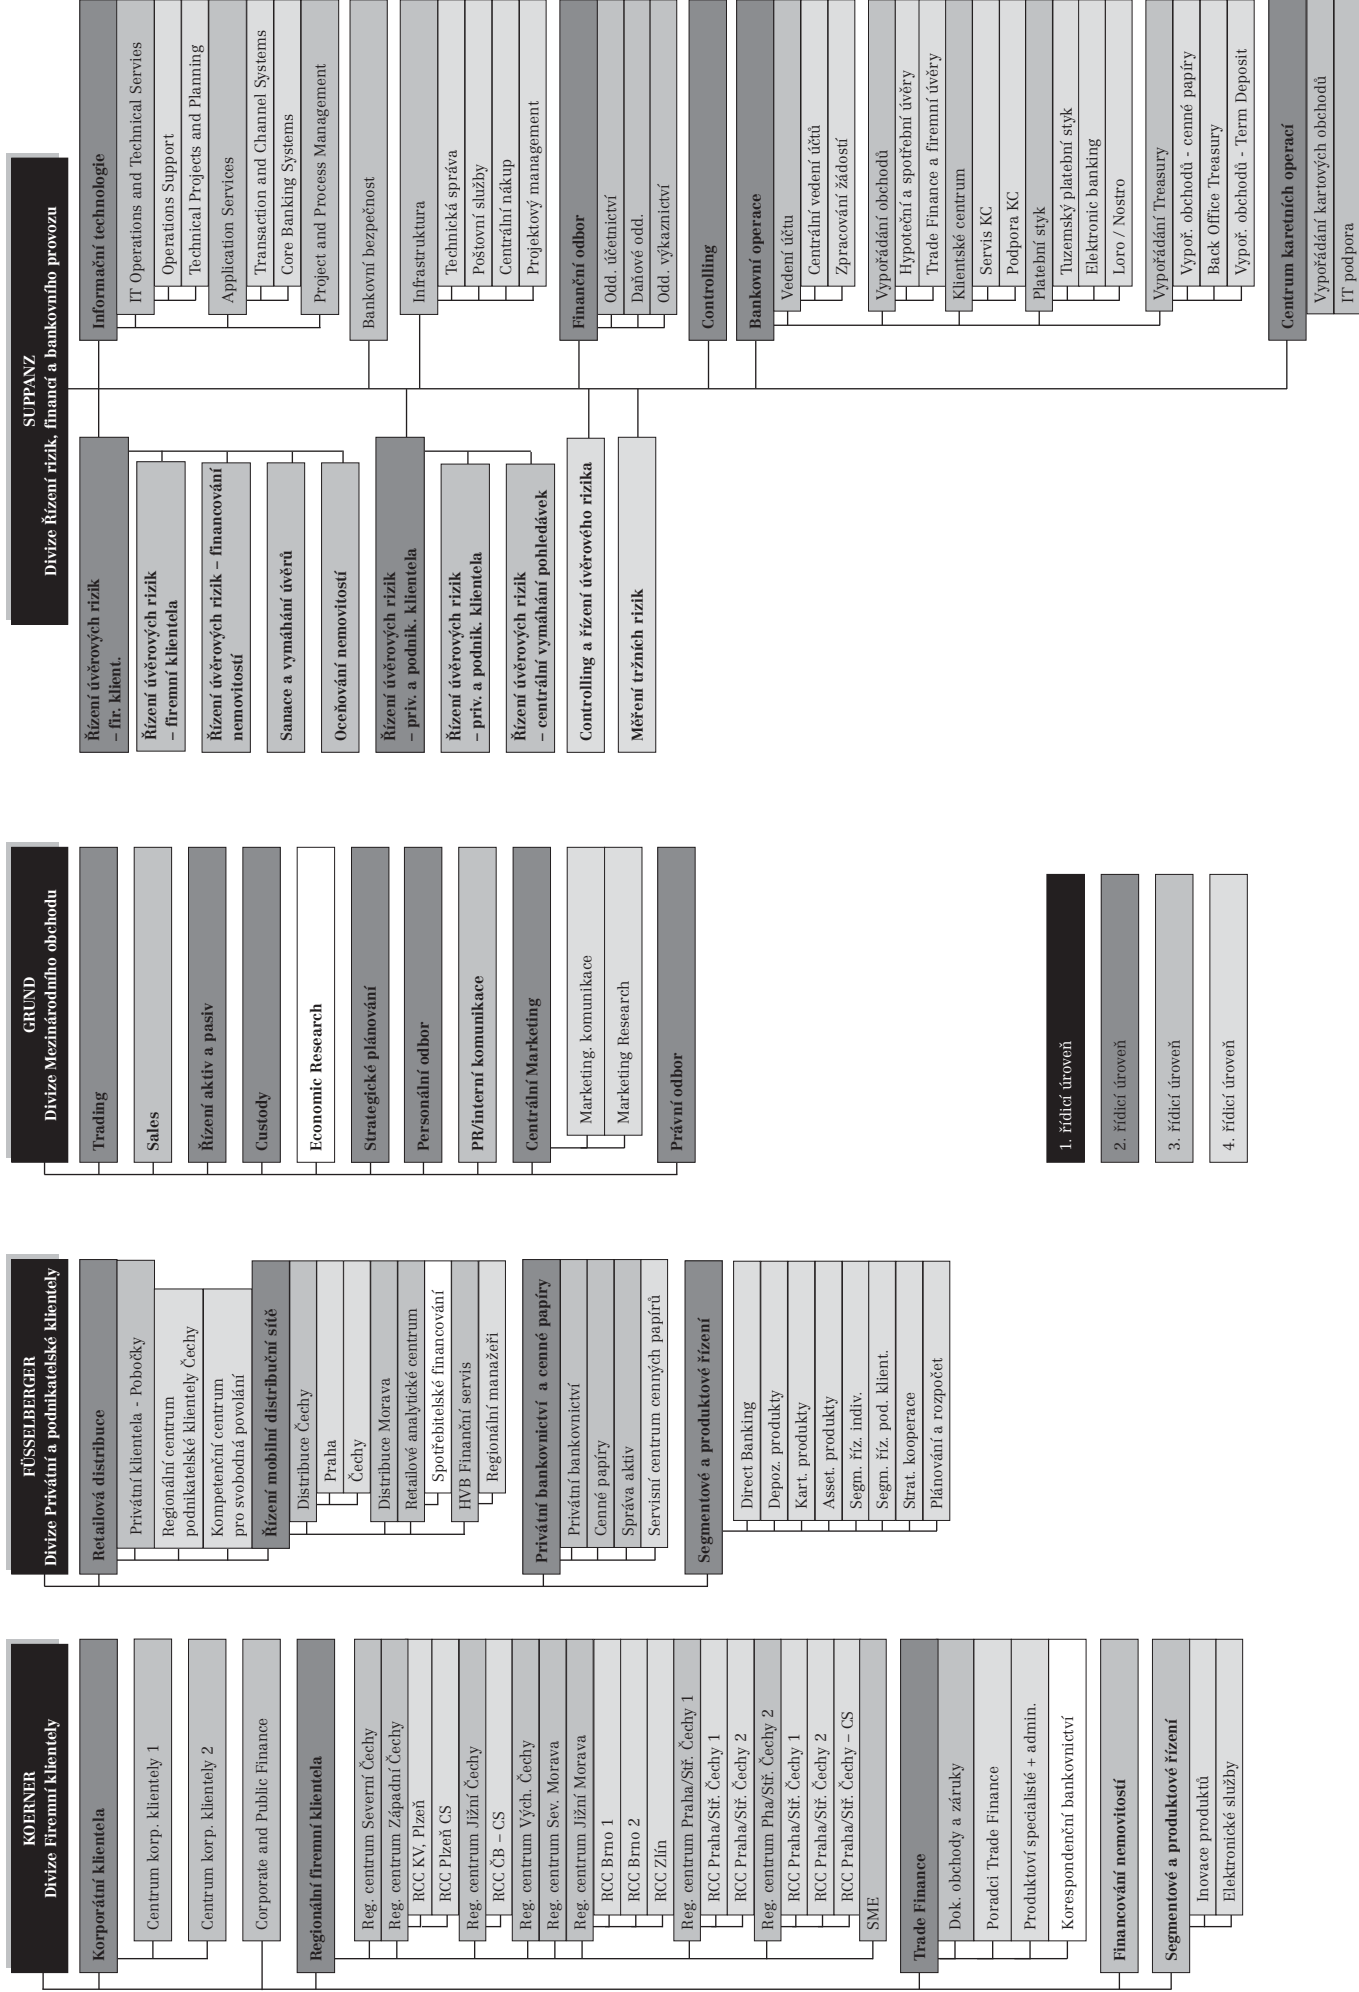 KOERNER
Divize Firemní klientely
Korporátní klientela
Centrum korp. klientely 1
Centrum korp. klientely 2
Corporate and Public Finance
Regionální firemní klientela
Reg. centrum Severní Čechy
Reg. centrum Západní Čechy
RCC KV, Plzeň
RCC Plzeň CS
Reg. centrum Jižní Čechy
RCC ČB – CS
Reg. centrum Vých. Čechy
Reg. centrum Sev. Morava
Reg. centrum Jižní Morava
RCC Brno 1
RCC Brno 2
RCC Zlín
Reg. centrum Praha/Stř. Čechy 1
RCC Praha/Stř. Čechy 1
RCC Praha/Stř. Čechy 2
Reg. centrum Pha/Stř. Čechy 2
RCC Praha/Stř. Čechy 1
RCC Praha/Stř. Čechy 2
RCC Praha/Stř. Čechy – CS
SME
Trade Finance
Dok. obchody a záruky
Poradci Trade Finance
Produktoví specialisté + admin.
Korespondenční bankovnictví
Financování nemovitostí
Segmentové a produktové řízení
Inovace produktů
Elektronické služby
FÜSSELBERGER
Divize Privátní a podnikatelské klientely
Retailová distribuce
Privátní klientela - Pobočky
Regionální centrum
podnikatelské klientely Čechy
Kompetenční centrum
pro svobodná povolání
Řízení mobilní distribuční sítě
Distribuce Čechy
Praha
Čechy
Distribuce Morava
Retailové analytické centrum
Spotřebitelské financování
HVB Finanční servis
Regionální manažeři
Privátní bankovnictví a cenné papíry
Privátní bankovnictví
Cenné papíry
Správa aktiv
Servisní centrum cenných papírů
Segmentové a produktové řízení
Direct Banking
Depoz. produkty
Kart. produkty
Asset. produkty
Segm. říz. indiv.
Segm. říz. pod. klient.
Strat. kooperace
Plánování a rozpočet
GRUND
Divize Mezinárodního obchodu
Trading
Sales
Řízení aktiv a pasiv
Custody
Economic Research
Strategické plánování
Personální odbor
PR/interní komunikace
Centrální Marketing
Marketing. komunikace
Marketing Research
Právní odbor
1. řídicí úroveň
2. řídicí úroveň
3. řídicí úroveň
4. řídicí úroveň
SUPPANZ
Divize Řízení rizik, financí a bankovního provozu
Řízení úvěrových rizik
– fir. klient.
Řízení úvěrových rizik
– firemní klientela
Řízení úvěrových rizik – financování
nemovitostí
Sanace a vymáhání úvěrů
Oceňování nemovitostí
Řízení úvěrových rizik
– priv. a podnik. klientela
Řízení úvěrových rizik
– priv. a podnik. klientela
Řízení úvěrových rizik
– centrální vymáhání pohledávek
Controlling a řízení úvěrového rizika
Měření tržních rizik
Informační technologie
IT Operations and Technical Servies
Operations Support
Technical Projects and Planning
Application Services
Transaction and Channel Systems
Core Banking Systems
Project and Process Management
Bankovní bezpečnost
Infrastruktura
Technická správa
Poštovní služby
Centrální nákup
Projektový management
Finanční odbor
Odd. účetnictví
Daňové odd.
Odd. výkaznictví
Controlling
Bankovní operace
Vedení účtu
Centrální vedení účtů
Zpracování žádostí
Vypořádání obchodů
Hypoteční a spotřební úvěry
Trade Finance a firemní úvěry
Klientské centrum
Servis KC
Podpora KC
Platební styk
Tuzemský platební styk
Elektronic banking
Loro / Nostro
Vypořádání Treasury
Vypoř. obchodů - cenné papíry
Back Office Treasury
Vypoř. obchodů - Term Deposit
Centrum karetních operací
Vypořádání kartových obchodů
IT podpora